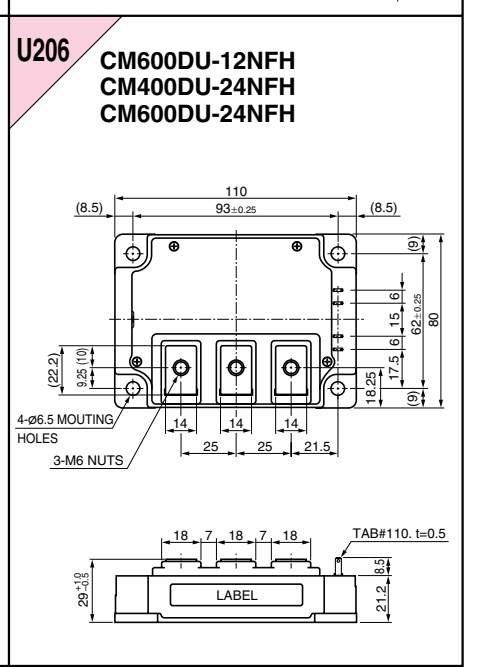 U206
CM600DU-12NFH
CM400DU-24NFH
CM600DU-24NFH
110
(8.5) 93±0.25 (8.5)
(9)
6
15
6
62±0.25
80
17.5
18.25
(9)
(22.2)
9.25 (10)
4-ø6.5 MOUTING
HOLES
3-M6 NUTS
14 14 14
25 25 21.5
18 7 18 7 18
TAB#110. t=0.5
8.5
29+1.0 -0.5
LABEL
21.2